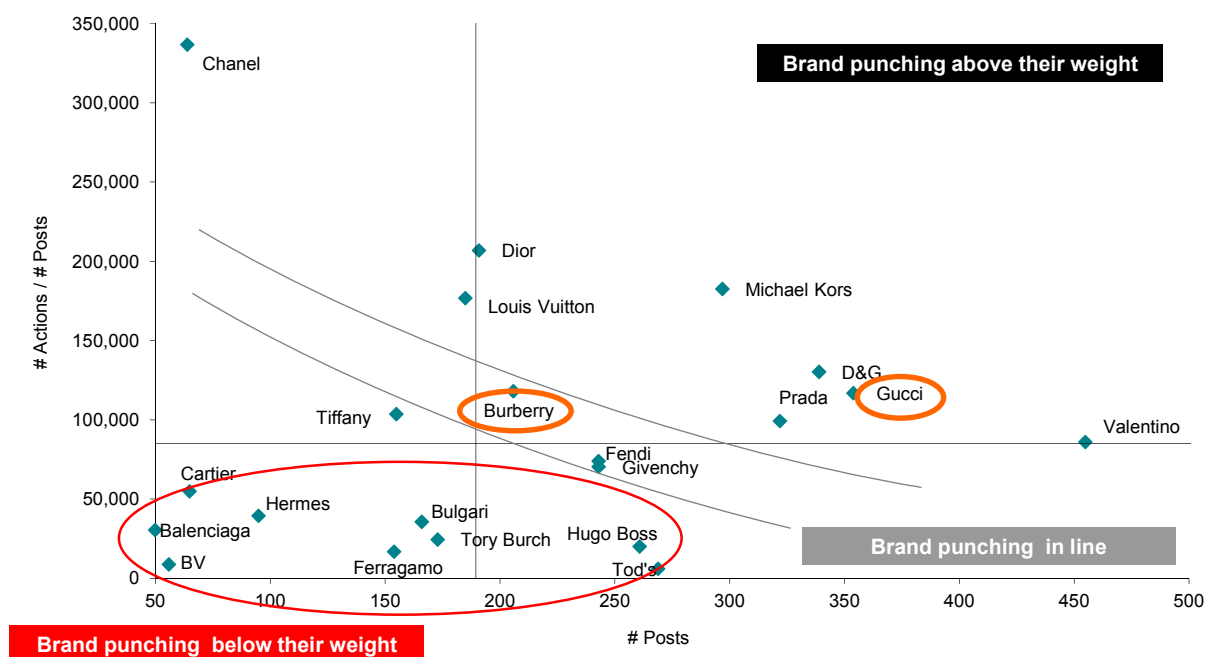 350,000
300,000
250,000
200,000
150,000
100,000
50,000
0
# Actions / # Posts
Brand punching above their weight
Chanel
Dior
Louis Vuitton
Michael Kors
D&G
Gucci
Prada
Burberry
Tiffany
Valentino
Fendi
Givenchy
Cartier
Hermes
Balenciaga
Bulgari
Tory Burch
Hugo Boss
BV
Ferragamo
Tod's
Brand punching in line
50 100 150 200 250 300 350 400 450 500
# Posts
Brand punching below their weight